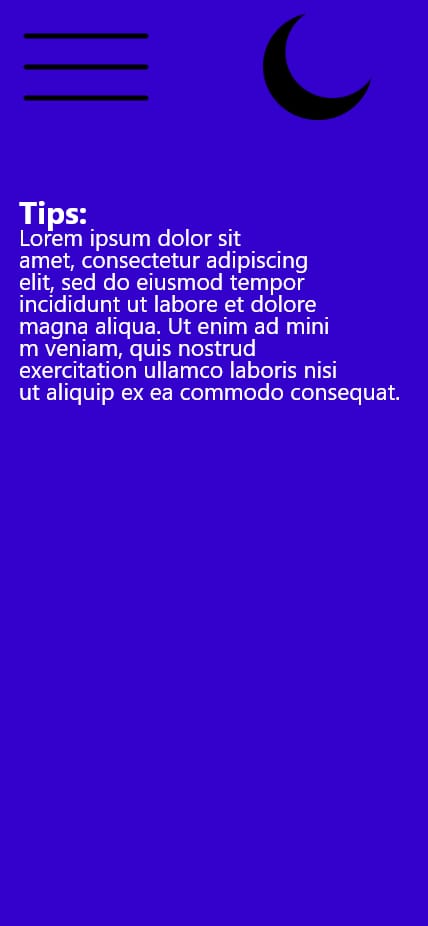 Tips:
Lorem ipsum dolor sit
amet, consectetur adipiscing
elit, sed do eiusmod tempor
incididunt ut labore et dolore
magna aliqua. Ut enim ad mini
m veniam, quis nostrud
exercitation ullamco laboris nisi
ut aliquip ex ea commodo consequat.